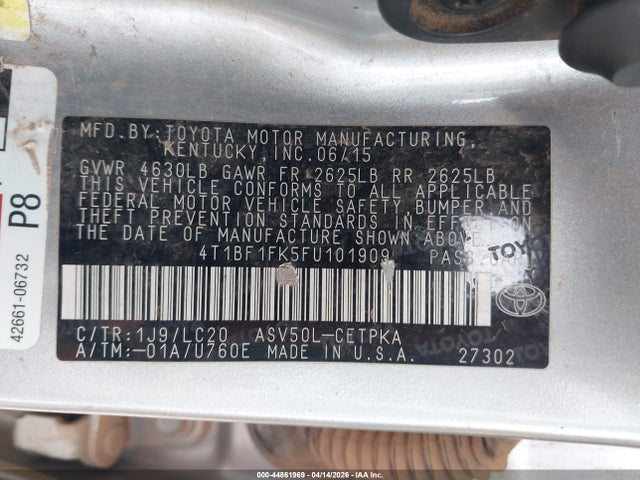 MFD. BY: TOYOTA MOTOR MANUFACTURING,
KENTUCKY, INC. 06/15
GVWR 4630LB GAWR FR 2625LB RR 2625LB
THIS VEHICLE CONFORMS TO ALL APPLICABLE
FEDERAL MOTOR VEHICLE SAFETY, BUMPER, AND
THEFT PREVENTION STANDARDS IN EFFECT ON
THE DATE OF MANUFACTURE SHOWN ABOVE.
4T1BF1FK5FU101909 PASS.
TOYO
C/TR:1J9/LC20 ASV50L-CETPKA
A/TM:-01A/U760E MADE IN U.S.A. 27302
P8
42661-06732
000-44861969 04/14/2026 IAA Inc.